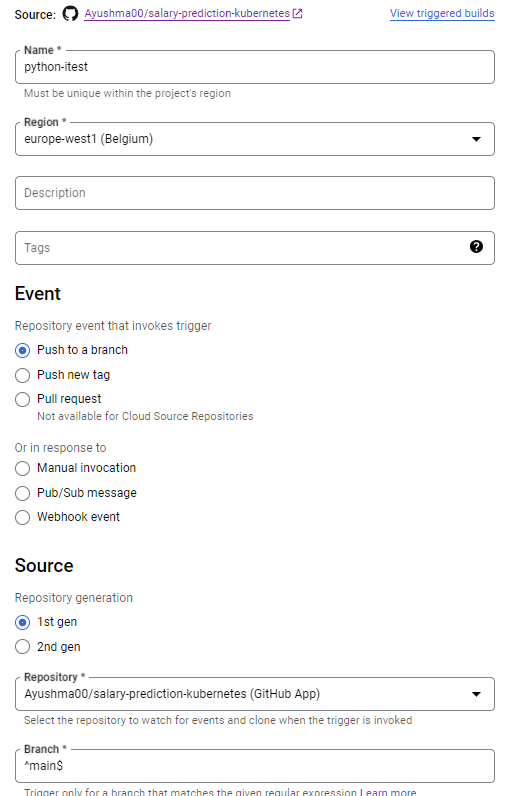 Source: Ayushma00/salary-prediction-kubernetes View triggered builds
Name *
python-itest
Must be unique within the project's region
Region *
europe-west1 (Belgium)
Description
Tags
Event
Repository event that invokes trigger
Push to a branch
Push new tag
Pull request
Not available for Cloud Source Repositories
Or in response to
Manual invocation
Pub/Sub message
Webhook event
Source
Repository generation
1st gen
2nd gen
Repository *
Ayushma00/salary-prediction-kubernetes (GitHub App)
Select the repository to watch for events and clone when the trigger is invoked
Branch *
^main$
Trigger only for a branch that matches the given regular expression Learn more